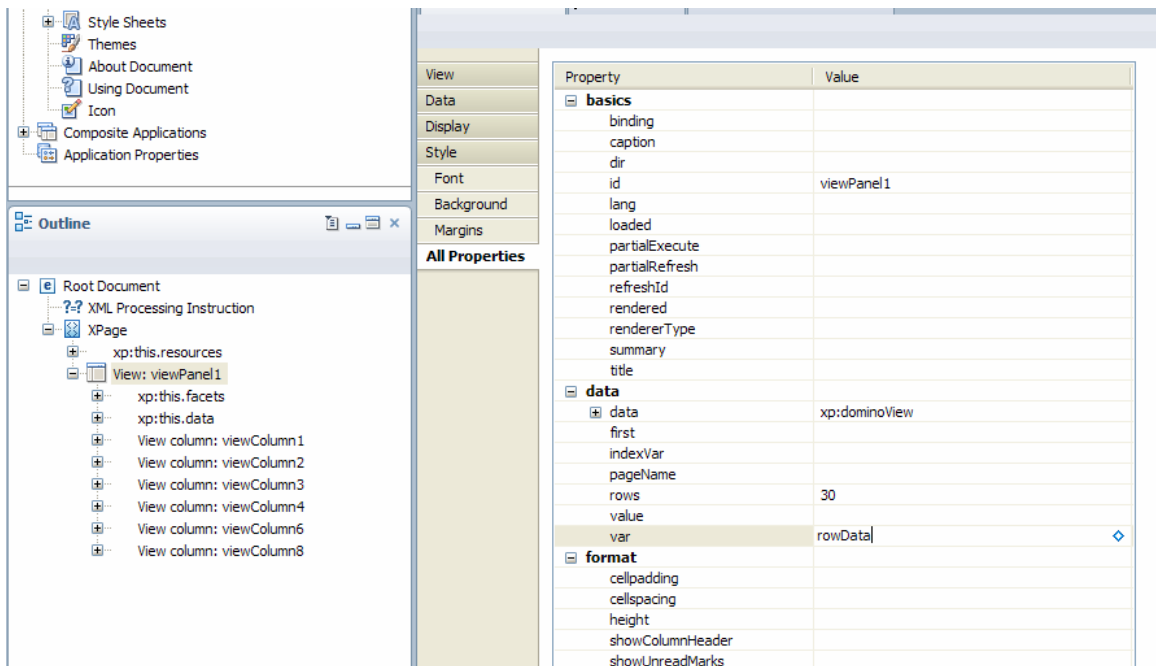 Style Sheets
Themes
About Document
Using Document
Icon
Composite Applications
Application Properties
Outline
Root Document
?=? XML Processing Instruction
XPage
xp:this.resources
View: viewPanel1
xp:this.facets
xp:this.data
View column: viewColumn1
View column: viewColumn2
View column: viewColumn3
View column: viewColumn4
View column: viewColumn6
View column: viewColumn8
View
Data
Display
Style
Font
Background
Margins
All Properties
Property Value
basics
binding
caption
dir
id viewPanel1
lang
loaded
partialExecute
partialRefresh
refreshId
rendered
rendererType
summary
title
data
data xp:dominoView
first
indexVar
pageName
rows 30
value
var rowData
format
cellpadding
cellspacing
height
showColumnHeader
showUnreadMarks